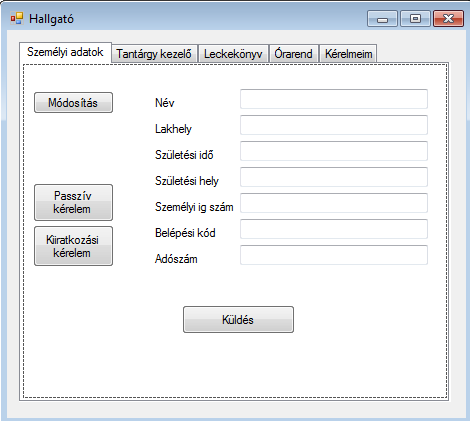 Hallgató
Személyi adatok Tantárgy kezelő Leckekönyv Órarend Kérelmeim
Módosítás
Név
Lakhely
Születési idő
Születési hely
Passzív
kérelem
Személyi ig szám
Kiiratkozási
kérelem
Belépési kód
Adószám
Küldés